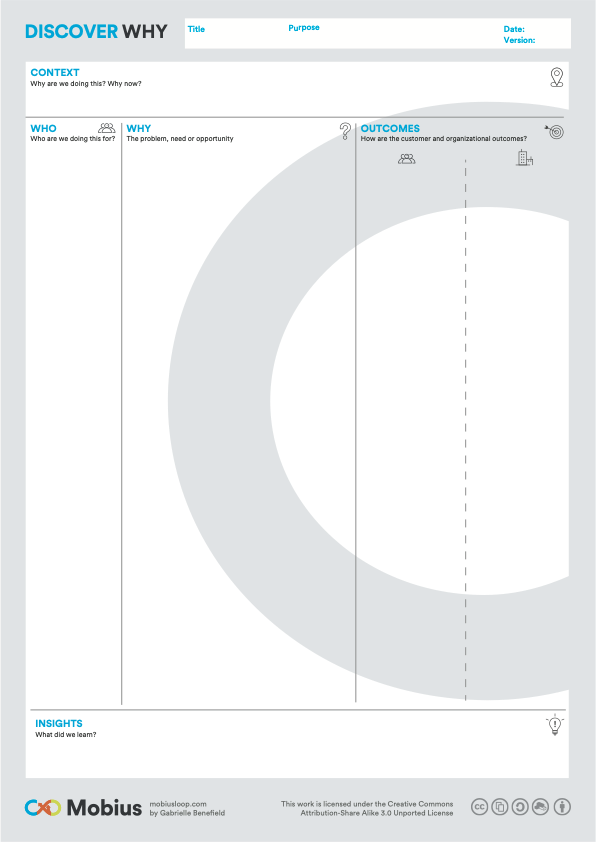 DISCOVER WHY
Title
Purpose
Date:
Version:
CONTEXT
Why are we doing this? Why now?
WHO
Who are we doing this for?
WHY
The problem, need or opportunity
?
OUTCOMES
How are the customer and organizational outcomes?
INSIGHTS
What did we learn?
!
Mobius
mobiusloop.com
by Gabrielle Benefield
This work is licensed under the Creative Commons
Attribution-Share Alike 3.0 Unported License
cc